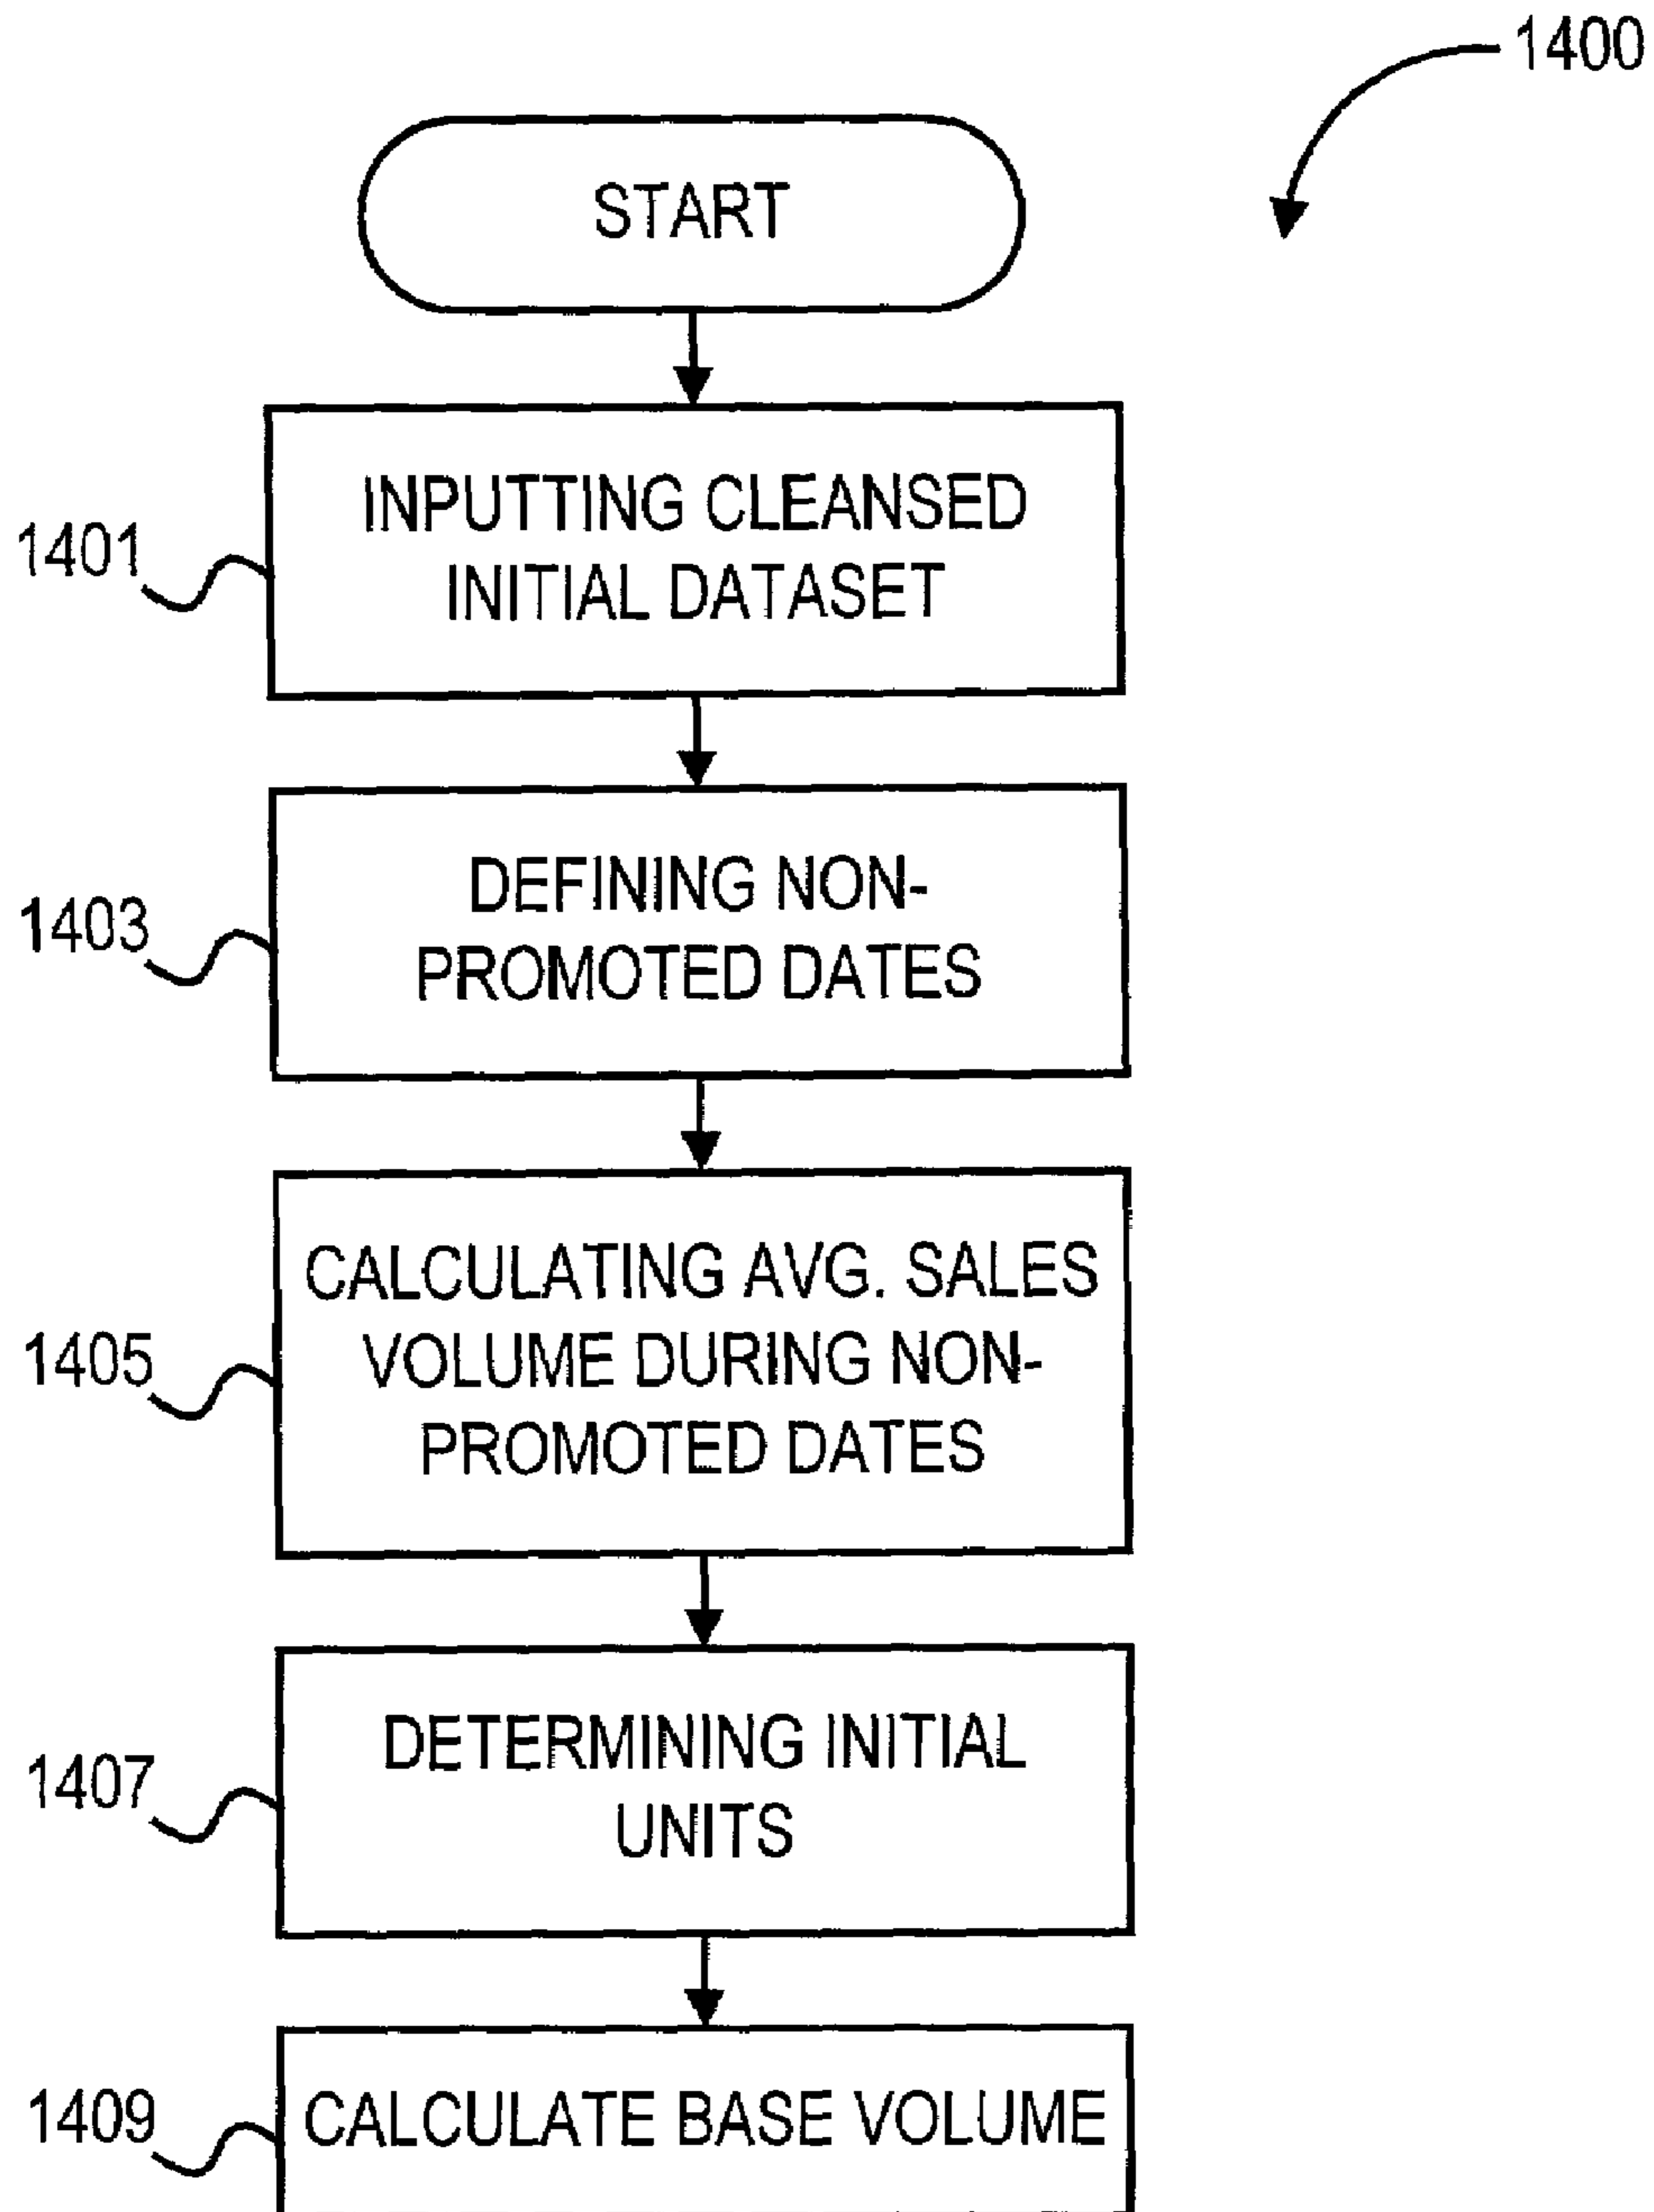 1400
START
1401
INPUTTING CLEANSED
INITIAL DATASET
1403
DEFINING NON-
PROMOTED DATES
1405
CALCULATING AVG. SALES
VOLUME DURING NON-
PROMOTED DATES
1407
DETERMINING INITIAL
UNITS
1409
CALCULATE BASE VOLUME